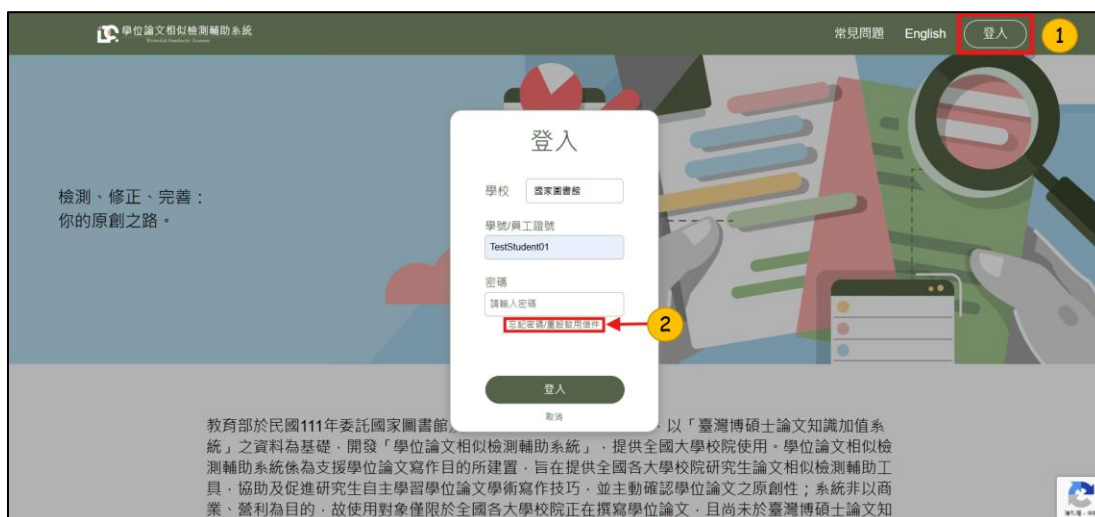 學位論文相似檢測輔助系統
常見問題 English 登入 1
檢測、修正、完善：
你的原創之路。
登入
學校 國家圖書館
學號/員工證號
TestStudent01
密碼
請輸入密碼
忘記密碼/重設啟用信件 2
登入
取消
教育部於民國111年委託國家圖書館 以「臺灣博碩士論文知識加值系
統」之資料為基礎，開發「學位論文相似檢測輔助系統」，提供全國大學校院使用。學位論文相似檢
測輔助系統係為支援學位論文寫作目的所建置，旨在提供全國各大學校院研究生論文相似檢測輔助工
具，協助及促進研究生自主學習學位論文學術寫作技巧，並主動確認學位論文之原創性；系統非以商
業、營利為目的，故使用對象僅限於全國各大學校院正在撰寫學位論文，且尚未於臺灣博碩士論文知